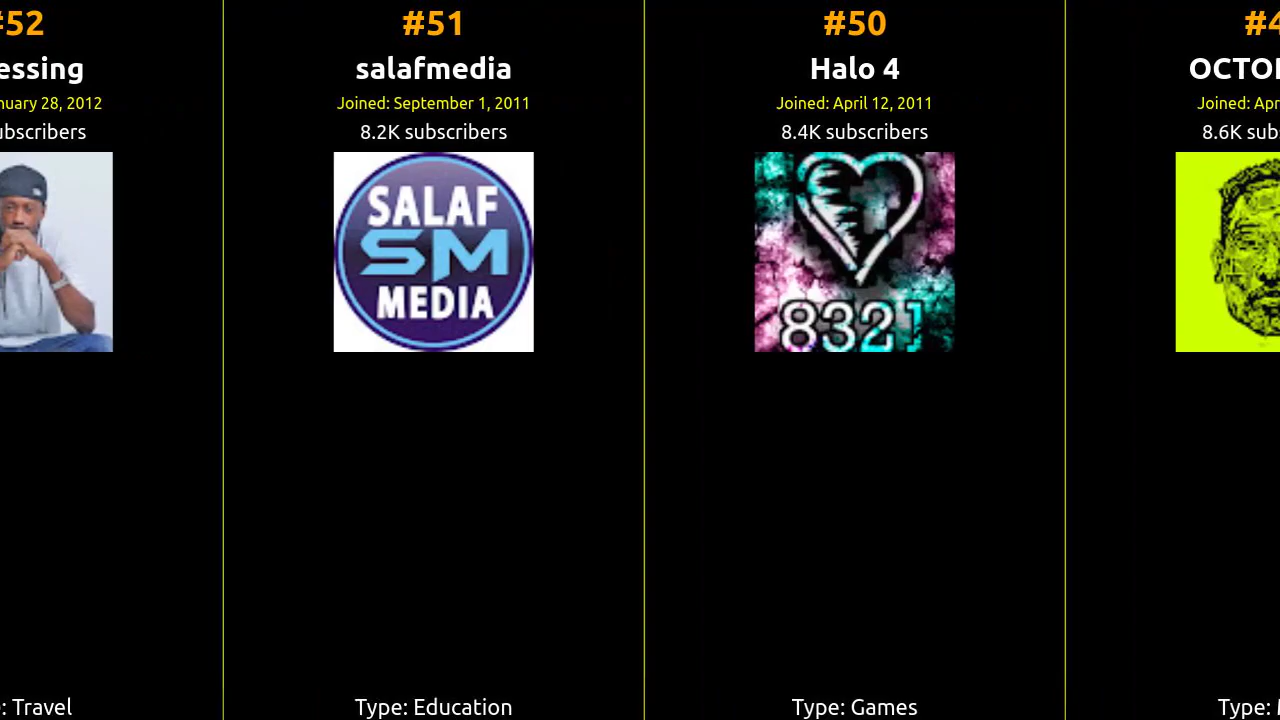 #52
essing
nuary 28, 2012
ubscribers
: Travel
#51
salafmedia
Joined: September 1, 2011
8.2K subscribers
SALAF
SM
MEDIA
Type: Education
#50
Halo 4
Joined: April 12, 2011
8.4K subscribers
8321
Type: Games
#4
OCTO
Joined: Apr
8.6K sub
Type: